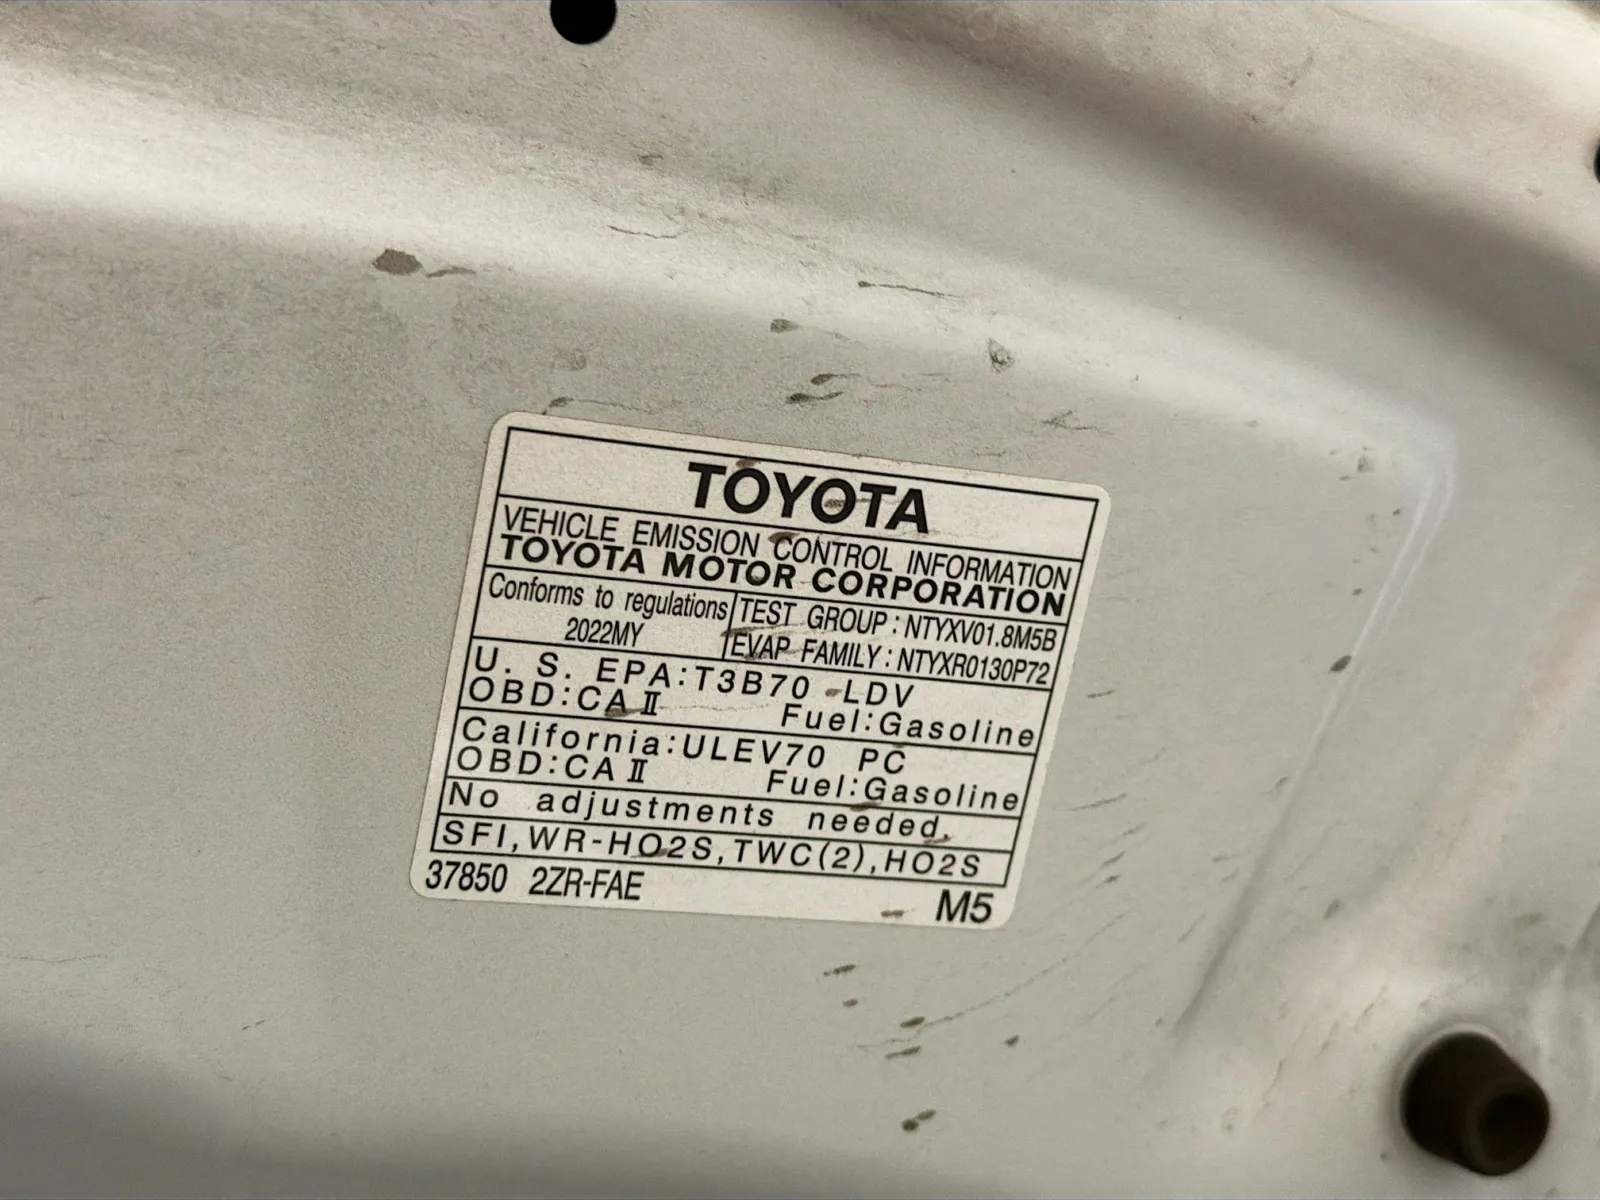 TOYOTA
VEHICLE EMISSION CONTROL INFORMATION
TOYOTA MOTOR CORPORATION
Conforms to regulations
2022MY
TEST GROUP : NTYXV01.8M5B
EVAP FAMILY : NTYXR0130P72
U. S. EPA:T3B70 LDV
OBD:CAⅡ Fuel:Gasoline
California:ULEV70 PC
OBD:CAⅡ Fuel:Gasoline
No adjustments needed.
SFI,WR-HO2S,TWC(2),HO2S
37850 2ZR-FAE M5